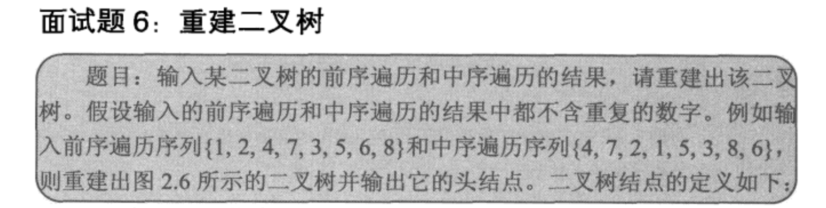 面试题 6：重建二叉树
题目：输入某二叉树的前序遍历和中序遍历的结果，请重建出该二叉
树。假设输入的前序遍历和中序遍历的结果中都不含重复的数字。例如输
入前序遍历序列{1, 2, 4, 7, 3, 5, 6, 8}和中序遍历序列{4, 7, 2, 1, 5, 3, 8, 6}，
则重建出图 2.6 所示的二叉树并输出它的头结点。二叉树结点的定义如下：